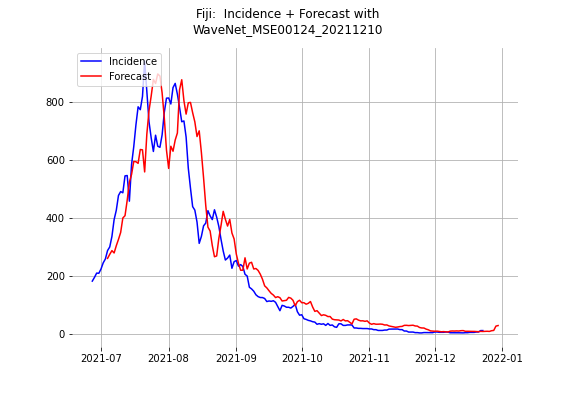 Fiji:  Incidence + Forecast with
WaveNet_MSE00124_20211210
Incidence
Forecast
800
600
400
200
0
2021-07 2021-08 2021-09 2021-10 2021-11 2021-12 2022-01